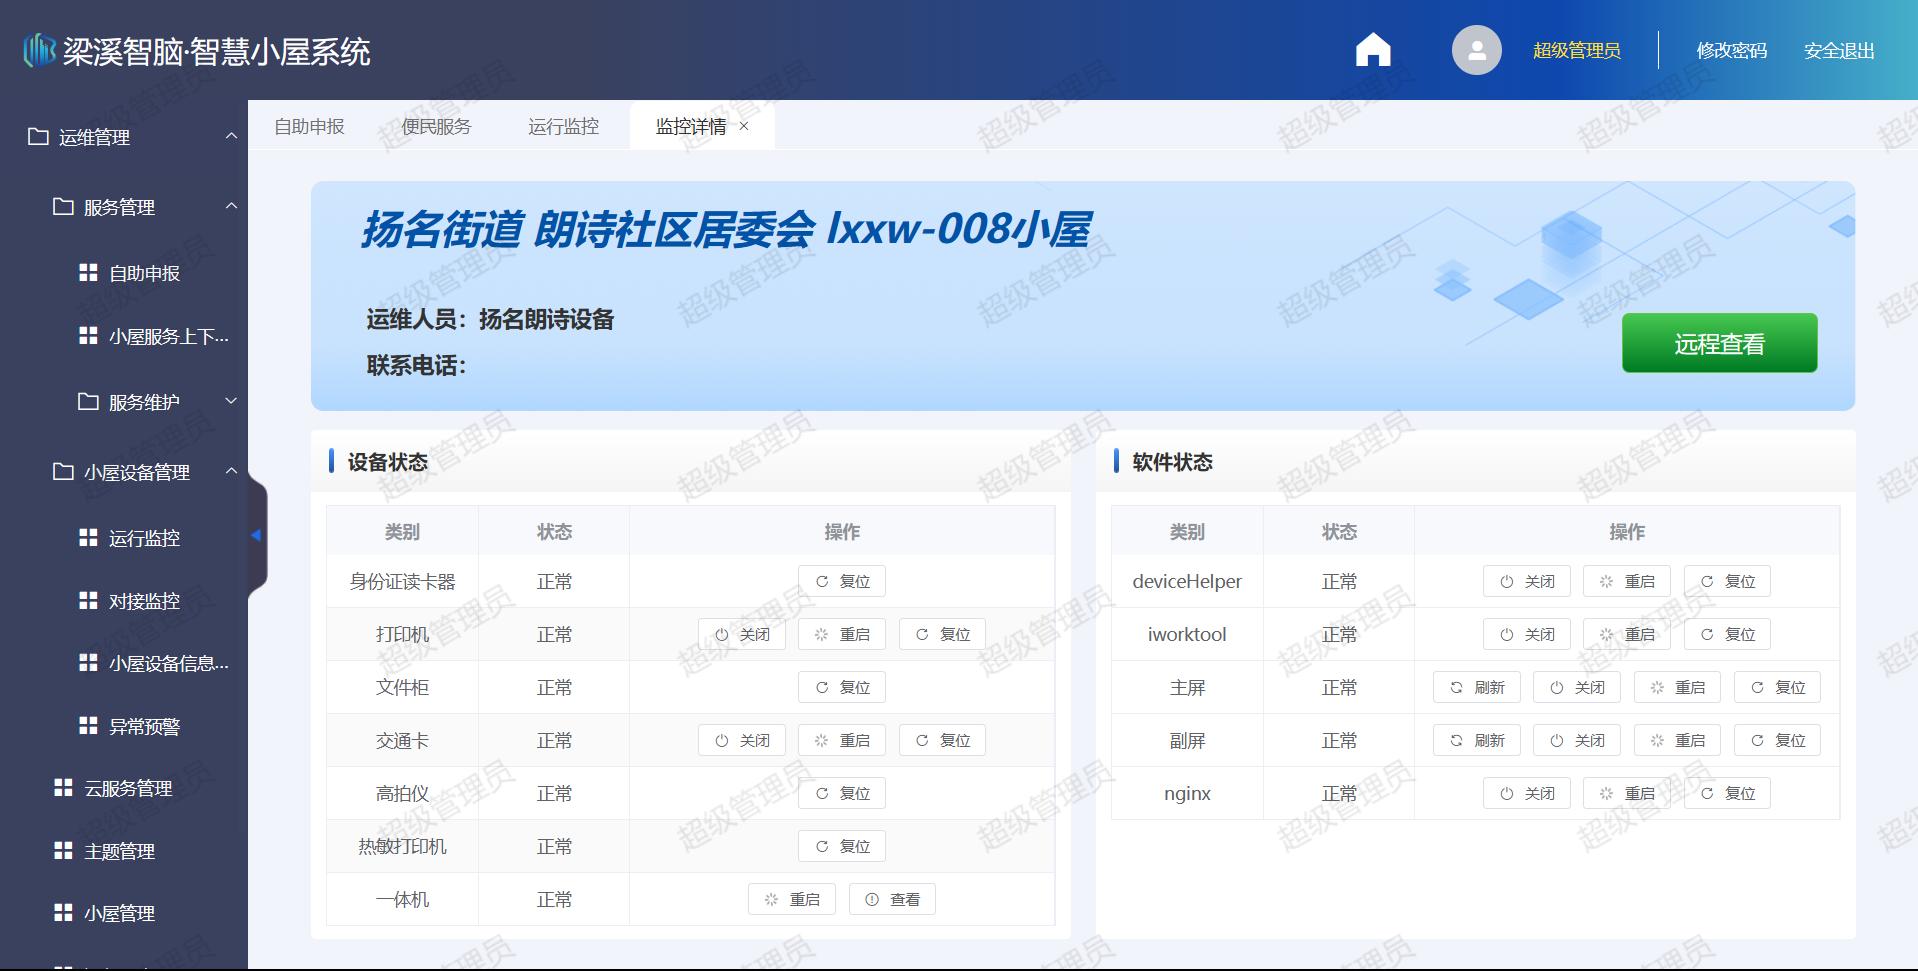 梁溪智脑·智慧小屋系统
超级管理员
修改密码
安全退出
运维管理
服务管理
自助申报
小屋服务上下...
服务维护
小屋设备管理
运行监控
对接监控
小屋设备信息...
异常预警
云服务管理
主题管理
小屋管理
自助申报 便民服务 运行监控 监控详情 ×
扬名街道 朗诗社区居委会 lxxw-008小屋
运维人员：扬名朗诗设备
联系电话：
远程查看
设备状态
类别 状态 操作
身份证读卡器 正常 复位
打印机 正常 关闭 重启 复位
文件柜 正常 复位
交通卡 正常 关闭 重启 复位
高拍仪 正常 复位
热敏打印机 正常 复位
一体机 正常 重启 查看
软件状态
类别 状态 操作
deviceHelper 正常 关闭 重启 复位
iworktool 正常 关闭 重启 复位
主屏 正常 刷新 关闭 重启 复位
副屏 正常 刷新 关闭 重启 复位
nginx 正常 关闭 重启 复位